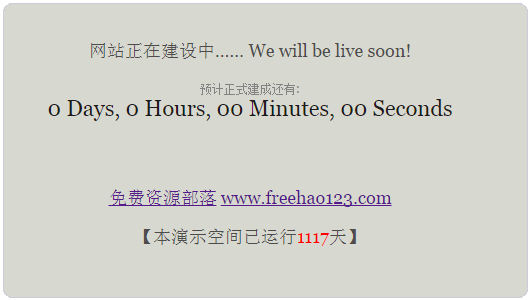 网站正在建设中...... We will be live soon!
预计正式建成还有:
0 Days, 0 Hours, 00 Minutes, 00 Seconds
免费资源部落 www.freehao123.com
【本演示空间已运行1117天】